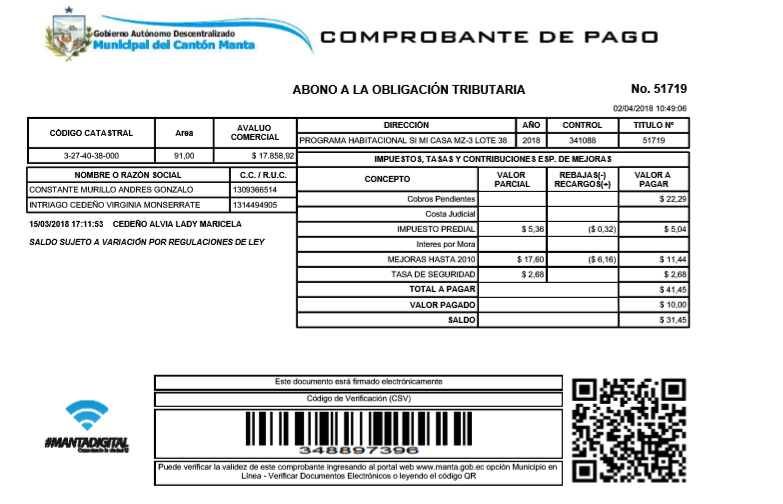 Gobierno Autónomo Descentralizado
Municipal del Cantón Manta
COMPROBANTE DE PAGO
ABONO A LA OBLIGACIÓN TRIBUTARIA
No. 51719
02/04/2018 10:49:06
CÓDIGO CATASTRAL Area AVALUO COMERCIAL
3-27-40-38-000 91,00 $ 17.858,92
NOMBRE O RAZÓN SOCIAL C.C. / R.U.C.
CONSTANTE MURILLO ANDRES GONZALO 1309366514
INTRIAGO CEDEÑO VIRGINIA MONSERRATE 1314494905
15/03/2018 17:11:53 CEDEÑO ALVIA LADY MARICELA
SALDO SUJETO A VARIACIÓN POR REGULACIONES DE LEY
DIRECCIÓN AÑO CONTROL TITULO Nº
PROGRAMA HABITACIONAL SI MI CASA MZ-3 LOTE 38 2018 341088 51719
IMPUESTOS, TASAS Y CONTRIBUCIONES ESP. DE MEJORAS
CONCEPTO VALOR PARCIAL REBAJAS(-) RECARGOS(+) VALOR A PAGAR
Cobros Pendientes $ 22,29
Costa Judicial
IMPUESTO PREDIAL $ 5,36 ($ 0,32) $ 5,04
Interes por Mora
MEJORAS HASTA 2010 $ 17,60 ($ 6,16) $ 11,44
TASA DE SEGURIDAD $ 2,68 $ 2,68
TOTAL A PAGAR $ 41,45
VALOR PAGADO $ 10,00
SALDO $ 31,45
#MANTADIGITAL
Este documento esrá firmado electrónicamente
Código de Verificación (CSV)
348897396
Puede verificar la validez de este comprobante ingresando al portal web www.manta.gob.ec opción Municipio en
Línea - Verificar Documentos Electrónicos o leyendo el código QR